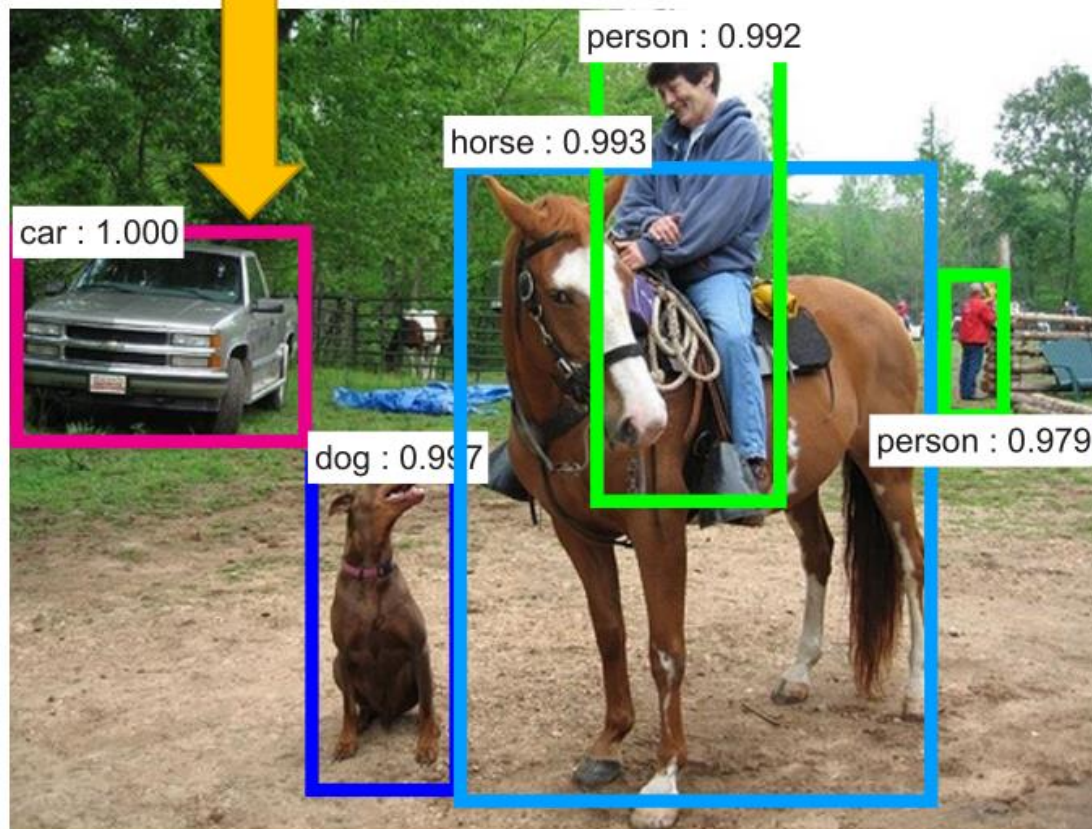 person : 0.992
horse : 0.993
car : 1.000
dog : 0.997
person : 0.979